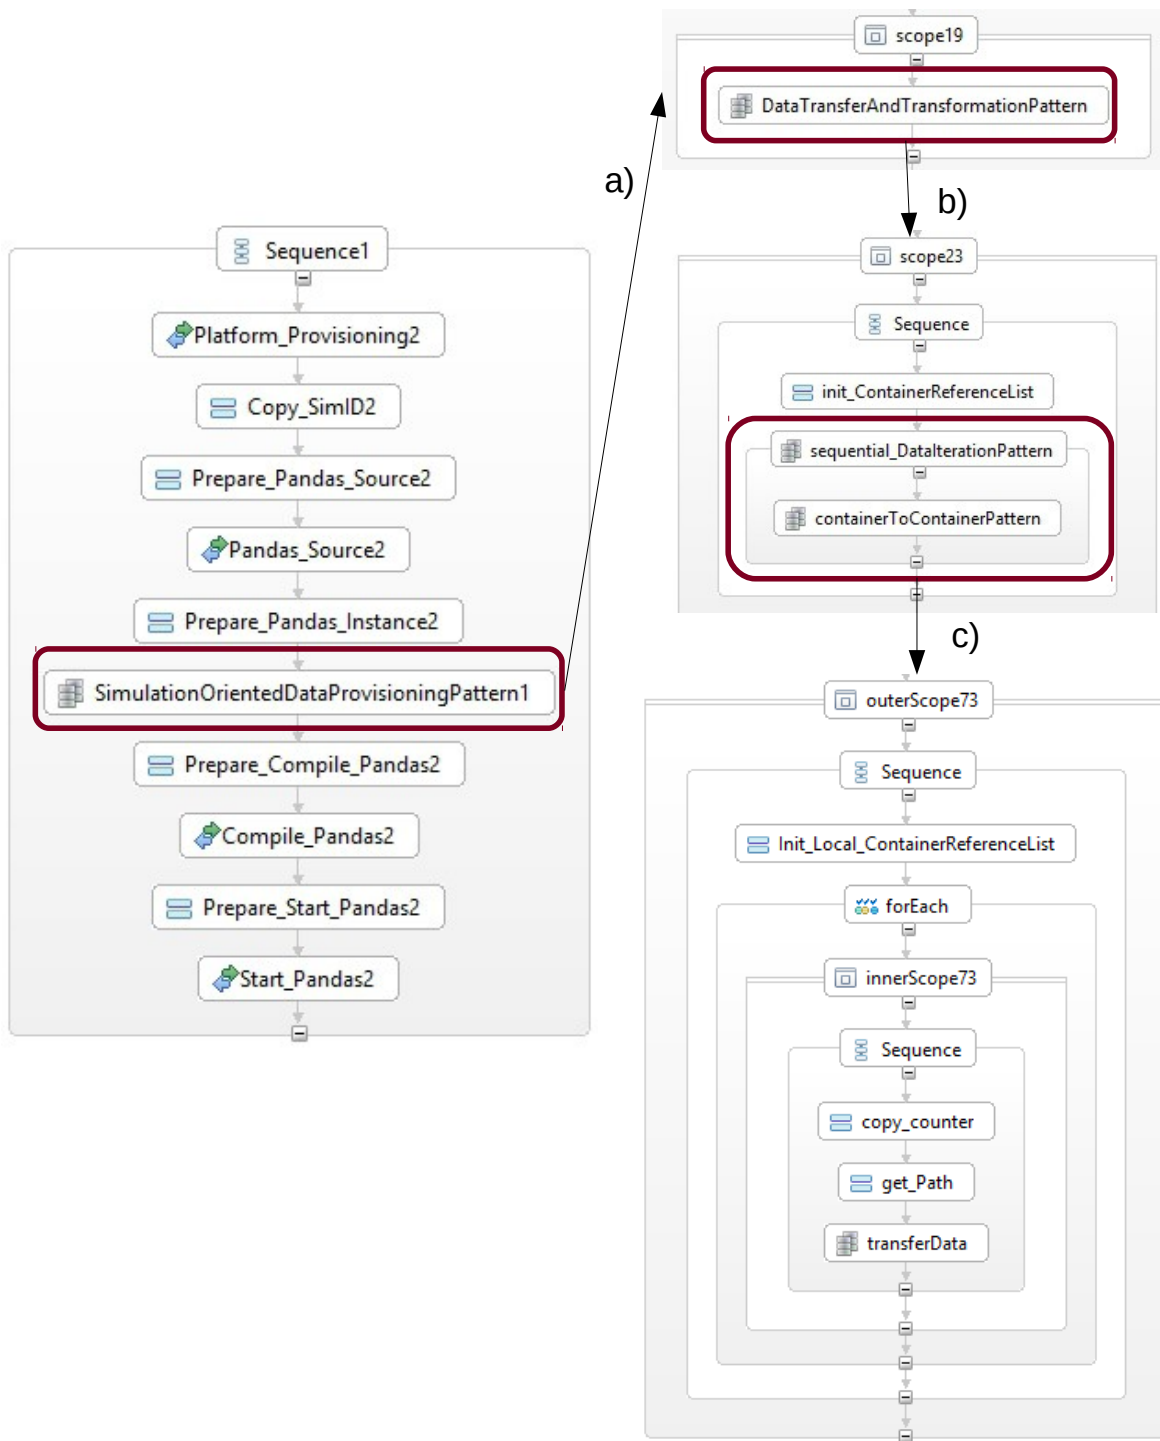 Sequence1
Platform_Provisioning2
Copy_SimID2
Prepare_Pandas_Source2
Pandas_Source2
Prepare_Pandas_Instance2
SimulationOrientedDataProvisioningPattern1
Prepare_Compile_Pandas2
Compile_Pandas2
Prepare_Start_Pandas2
Start_Pandas2
a)
scope19
DataTransferAndTransformationPattern
b)
scope23
Sequence
init_ContainerReferenceList
sequential_DataIterationPattern
containerToContainerPattern
c)
outerScope73
Sequence
Init_Local_ContainerReferenceList
forEach
innerScope73
Sequence
copy_counter
get_Path
transferData